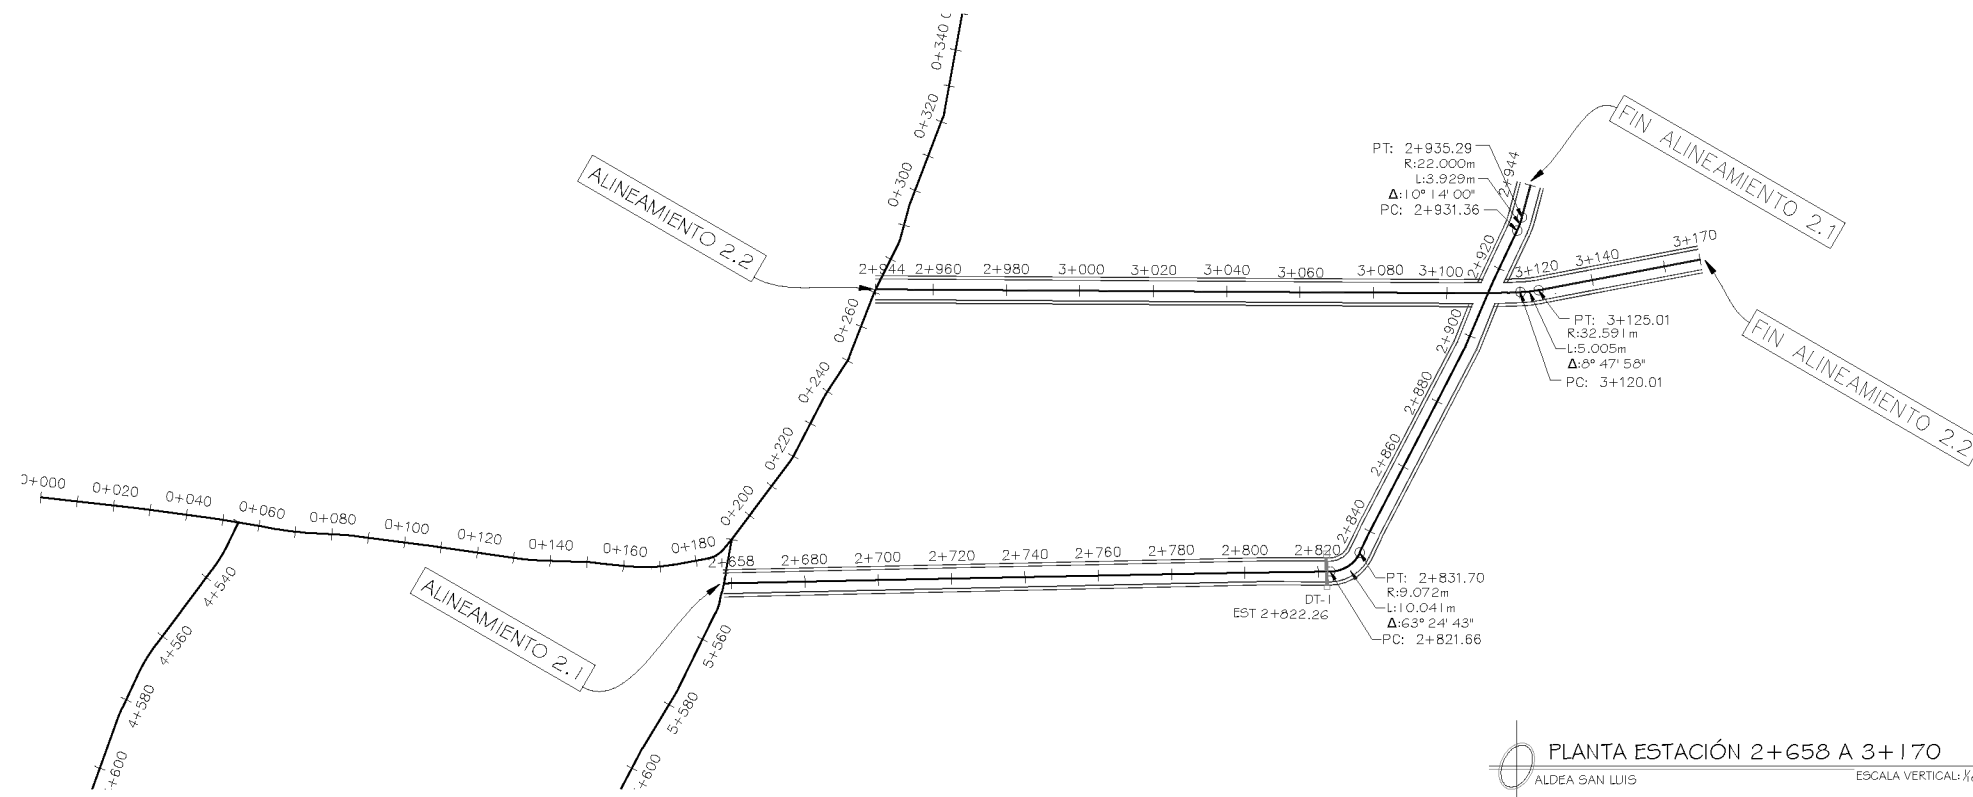 0+340
0+320
0+300
PT: 2+935.29
R:22.000m
L:3.929m
Δ:10° 14' 00"
PC: 2+931.36
2+944
FIN ALINEAMIENTO 2.1
ALINEAMIENTO 2.2
2+944
2+960
2+980
3+000
3+020
3+040
3+060
3+080
3+100
2+920
3+120
3+140
3+170
PT: 3+125.01
R:32.591m
L:5.005m
Δ:8° 47' 58"
PC: 3+120.01
FIN ALINEAMIENTO 2.2
0+260
0+240
0+220
0+200
2+900
2+880
2+860
2+840
0+000
0+020
0+040
0+060
0+080
0+100
0+120
0+140
0+160
0+180
2+658
2+680
2+700
2+720
2+740
2+760
2+780
2+800
2+820
DT-1
EST 2+822.26
PT: 2+831.70
R:9.072m
L:10.041m
Δ:63° 24' 43"
PC: 2+821.66
ALINEAMIENTO 2.1
4+540
4+560
4+580
+600
5+560
5+580
+600
PLANTA ESTACIÓN 2+658 A 3+170
ALDEA SAN LUIS
ESCALA VERTICAL: